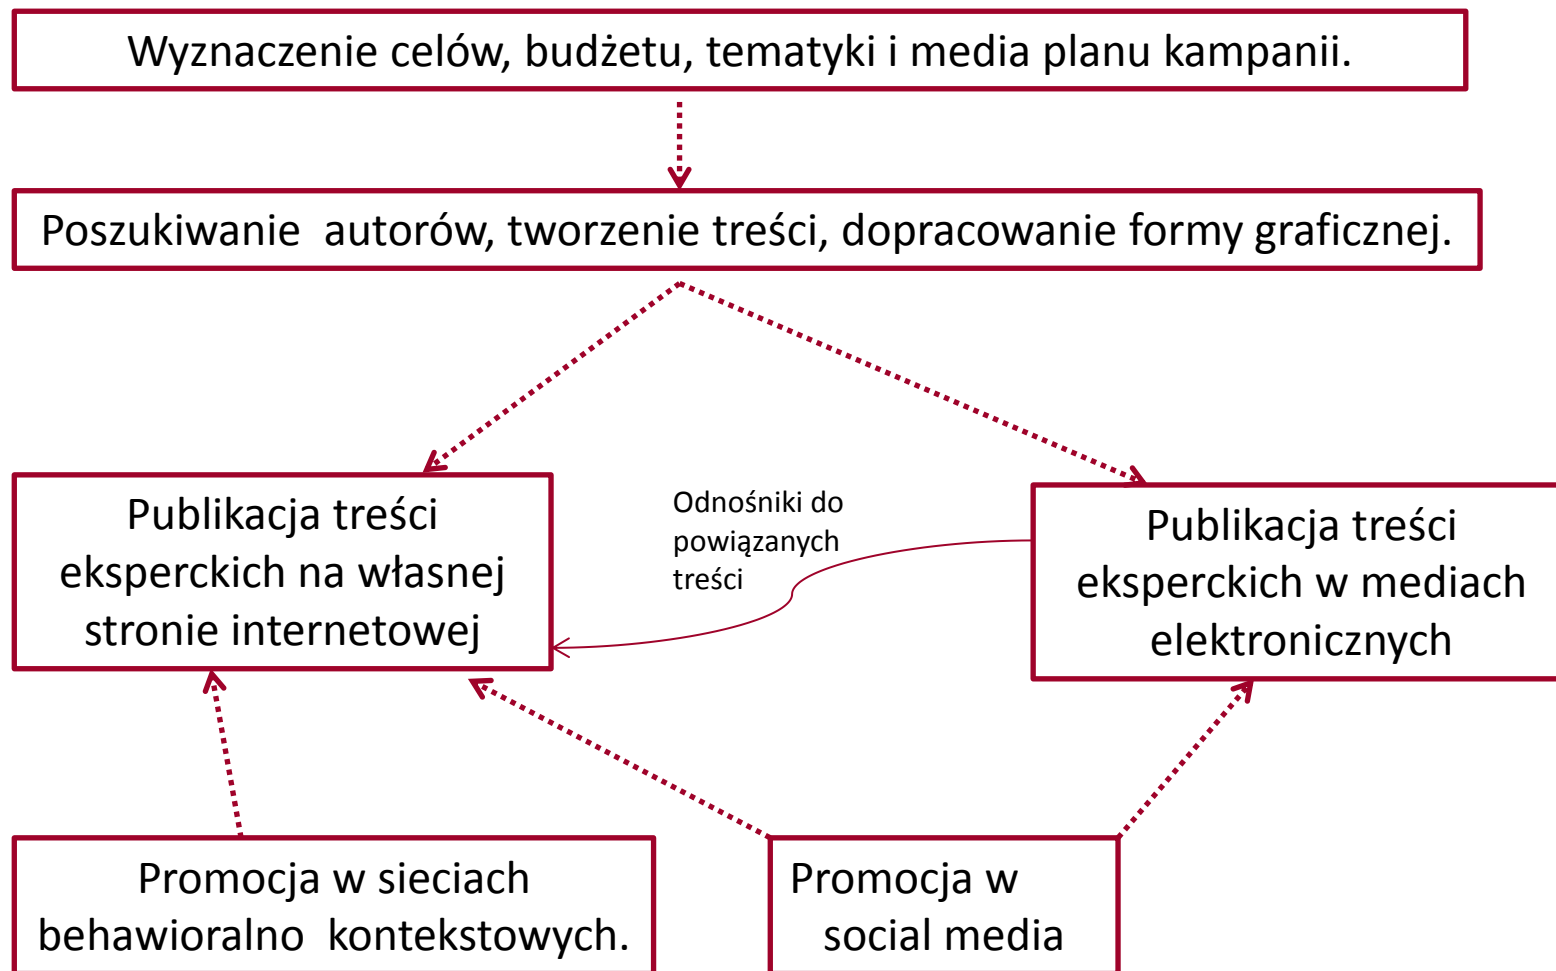 Wyznaczenie celów, budżetu, tematyki i media planu kampanii.
Poszukiwanie autorów, tworzenie treści, dopracowanie formy graficznej.
Publikacja treści
eksperckich na własnej
stronie internetowej
Odnośniki do
powiązanych
treści
Publikacja treści
eksperckich w mediach
elektronicznych
Promocja w sieciach
behawioralno kontekstowych.
Promocja w
social media